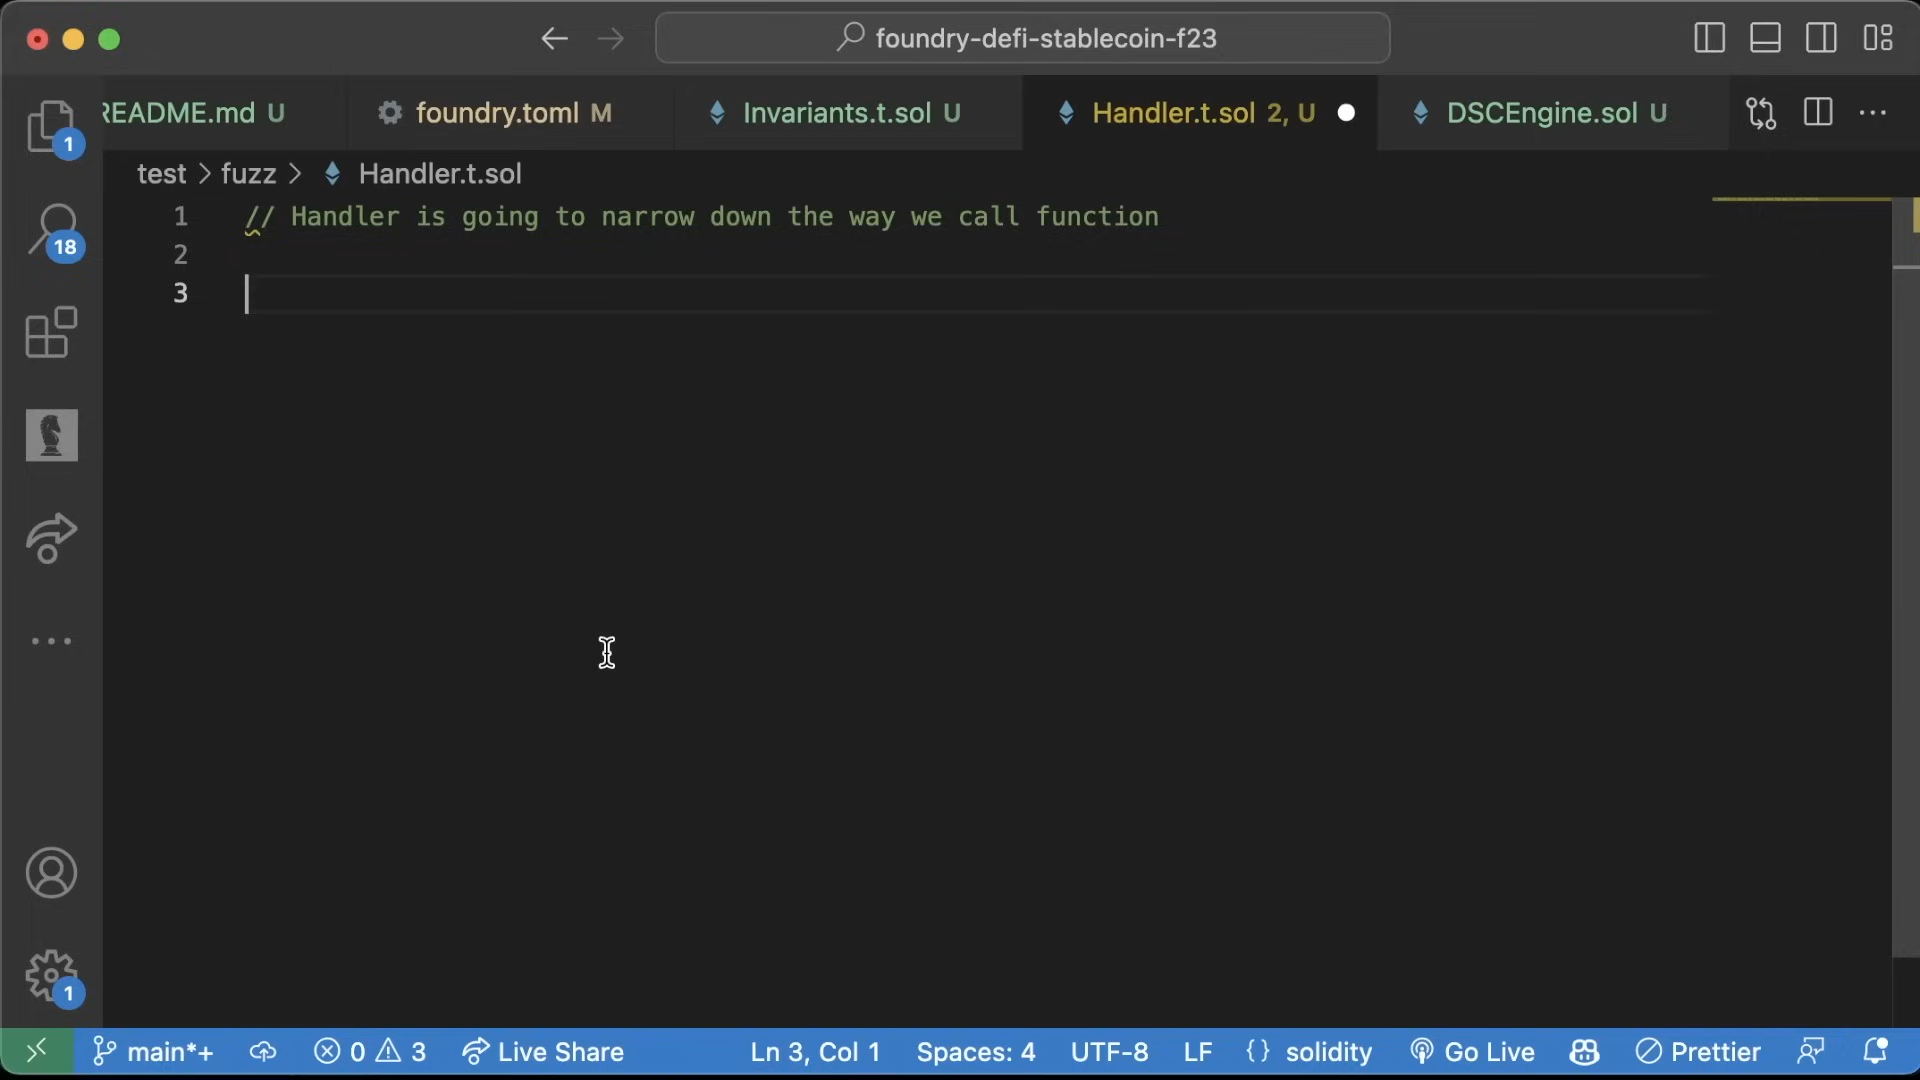 foundry-defi-stablecoin-f23
README.md U
foundry.toml M
Invariants.t.sol U
Handler.t.sol 2, U
DSCEngine.sol U
test > fuzz > Handler.t.sol
1 // Handler is going to narrow down the way we call function
2
3
1
18
1
main*+
0
3
Live Share
Ln 3, Col 1
Spaces: 4
UTF-8
LF
{} solidity
Go Live
Prettier